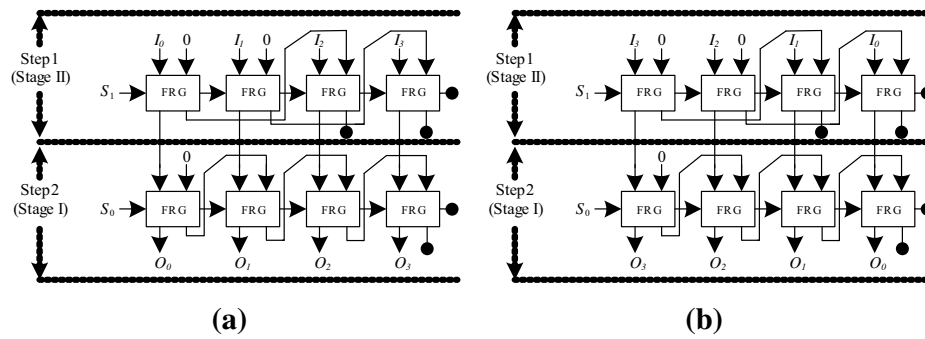 I0 0 I1 0 I2 I3
Step1
(Stage II)
S1 FRG FRG FRG FRG
0
Step2
(Stage I)
S0 FRG FRG FRG FRG
O0 O1 O2 O3
(a)
I3 0 I2 0 I1 I0
Step1
(Stage II)
S1 FRG FRG FRG FRG
0
Step2
(Stage I)
S0 FRG FRG FRG FRG
O3 O2 O1 O0
(b)